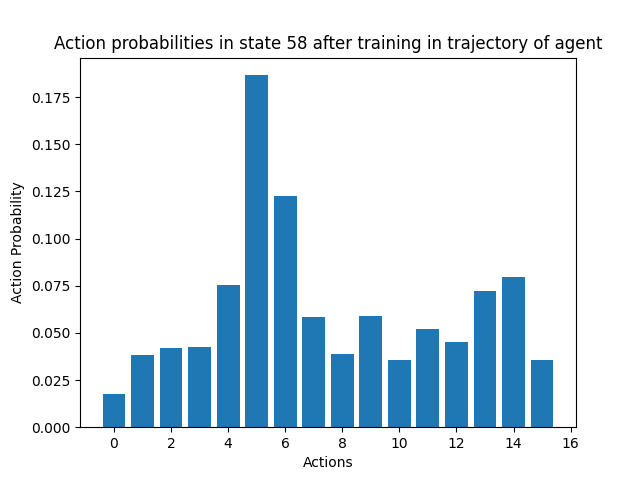 Action probabilities in state 58 after training in trajectory of agent
0.175
0.150
0.125
0.100
0.075
0.050
0.025
0.000
Action Probability
0 2 4 6 8 10 12 14 16
Actions